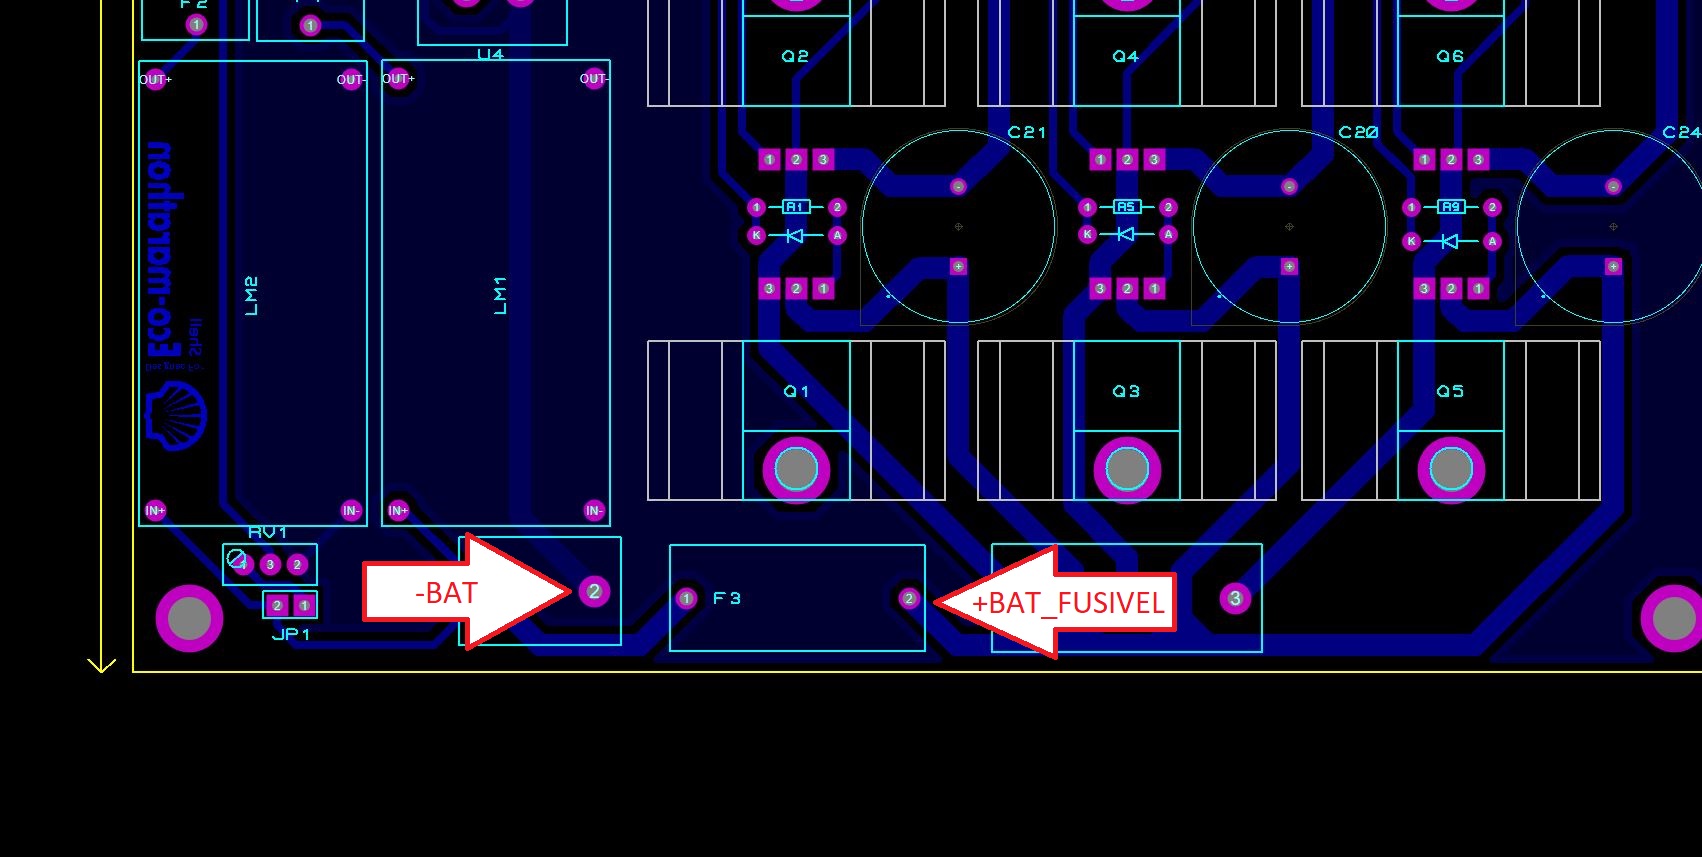 1
1
U4
Q2
Q4
Q6
OUT+
OUT-
OUT+
OUT-
C21
C20
C24
1 2 3
1 2 3
1 2 3
-
-
-
1 R1 2
1 R5 2
1 R9 2
K A
K A
K A
+
+
+
3 2 1
3 2 1
3 2 1
Eco-marathon
Designed For
Shell
LM2
LM1
Q1
Q3
Q5
IN+
IN-
IN+
IN-
RV1
1 3 2
2 1
JP1
-BAT
2
1
F3
2
+BAT_FUSIVEL
3